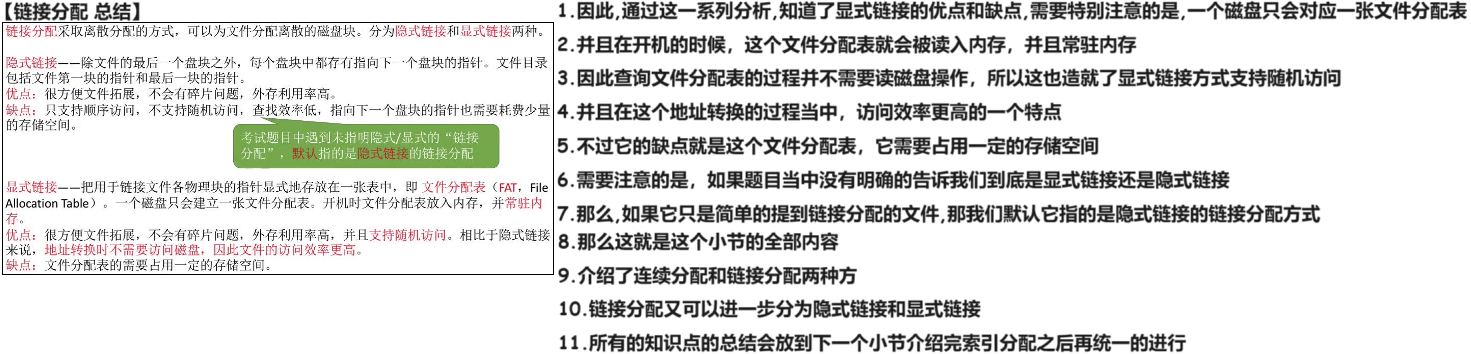 【链接分配 总结】
链接分配采取离散分配的方式，可以为文件分配离散的磁盘块。分为隐式链接和显式链接两种。
隐式链接——除文件的最后一个盘块之外，每个盘块中都存有指向下一个盘块的指针。文件目录
包括文件第一块的指针和最后一块的指针。
优点：很方便文件拓展，不会有碎片问题，外存利用率高。
缺点：只支持顺序访问，不支持随机访问，查找效率低，指向下一个盘块的指针也需要耗费少量
的存储空间。
考试题目中遇到未指明隐式/显式的“链接
分配”，默认指的是隐式链接的链接分配
显式链接——把用于链接文件各物理块的指针显式地存放在一张表中，即 文件分配表（FAT，File
Allocation Table）。一个磁盘只会建立一张文件分配表。开机时文件分配表放入内存，并常驻内
存。
优点：很方便文件拓展，不会有碎片问题，外存利用率高，并且支持随机访问。相比于隐式链接
来说，地址转换时不需要访问磁盘，因此文件的访问效率更高。
缺点：文件分配表的需要占用一定的存储空间。
1.因此,通过这一系列分析,知道了显式链接的优点和缺点,需要特别注意的是,一个磁盘只会对应一张文件分配表
2.并且在开机的时候，这个文件分配表就会被读入内存，并且常驻内存
3.因此查询文件分配表的过程并不需要读磁盘操作，所以这也造就了显式链接方式支持随机访问
4.并且在这个地址转换的过程当中，访问效率更高的一个特点
5.不过它的缺点就是这个文件分配表，它需要占用一定的存储空间
6.需要注意的是，如果题目当中没有明确的告诉我们到底是显式链接还是隐式链接
7.那么,如果它只是简单的提到链接分配的文件,那我们默认它指的是隐式链接的链接分配方式
8.那么这就是这个小节的全部内容
9.介绍了连续分配和链接分配两种方
10.链接分配又可以进一步分为隐式链接和显式链接
11.所有的知识点的总结会放到下一个小节介绍完索引分配之后再统一的进行